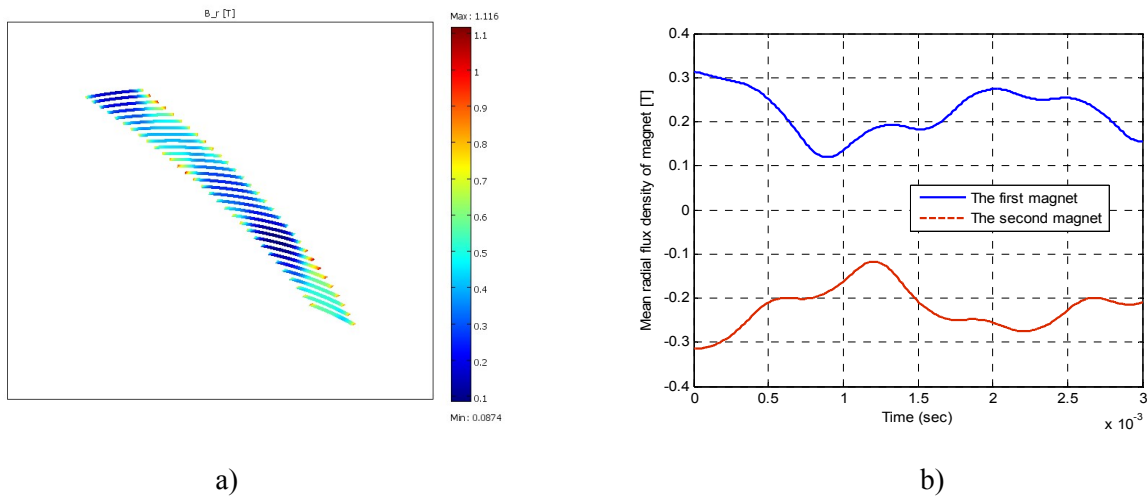 B_r [T]
Max: 1.116
1.1
1
0.9
0.8
0.7
0.6
0.5
0.4
0.3
0.2
0.1
Min: 0.0874
a)
0.4
0.3
0.2
0.1
0
-0.1
-0.2
-0.3
-0.4
Mean radial flux density of magnet [T]
The first magnet
The second magnet
0 0.5 1 1.5 2 2.5 3
Time (sec)
x 10-3
b)